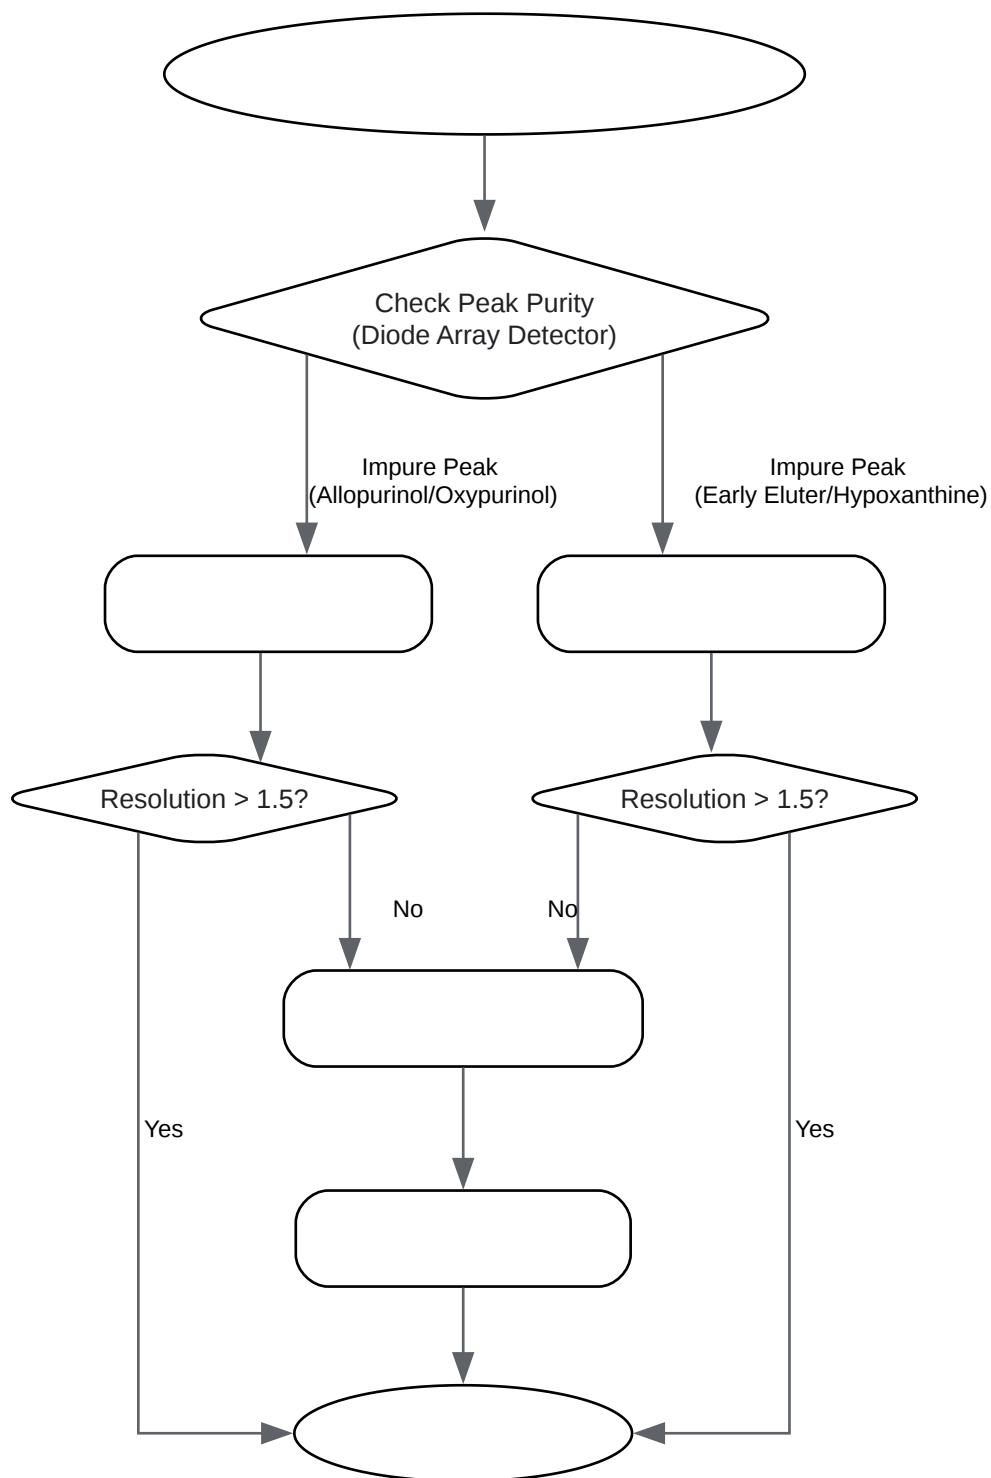 Check Peak Purity
(Diode Array Detector)
Impure Peak
(Allopurinol/Oxypurinol)
Impure Peak
(Early Eluter/Hypoxanthine)
Resolution > 1.5?
Resolution > 1.5?
No
No
Yes
Yes